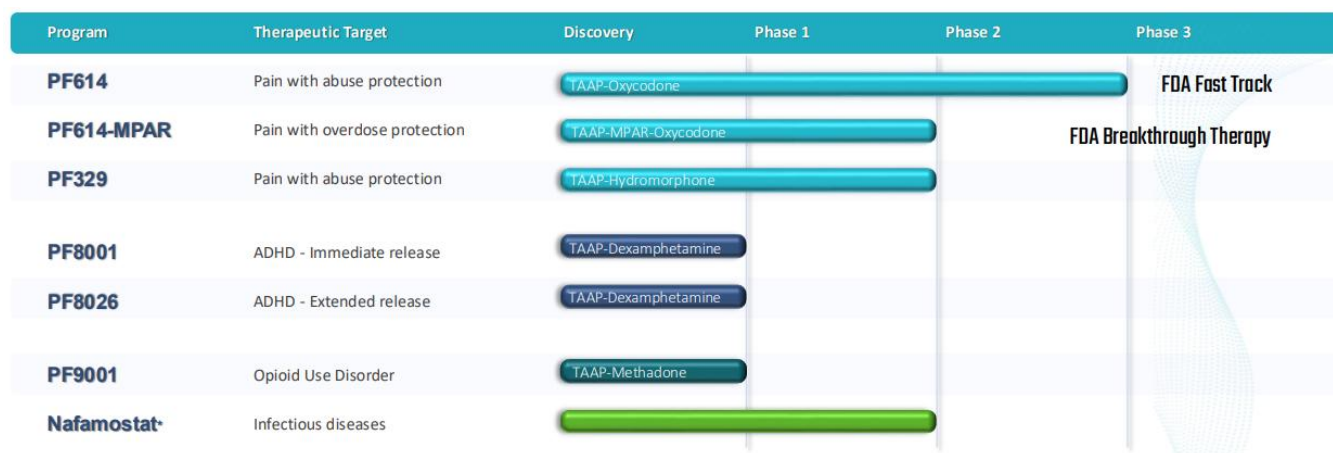 Program Therapeutic Target Discovery Phase 1 Phase 2 Phase 3
PF614 Pain with abuse protection TAAP-Oxycodone FDA Fast Track
PF614-MPAR Pain with overdose protection TAAP-MPAR-Oxycodone FDA Breakthrough Therapy
PF329 Pain with abuse protection TAAP-Hydromorphone
PF8001 ADHD - Immediate release TAAP-Dexamphetamine
PF8026 ADHD - Extended release TAAP-Dexamphetamine
PF9001 Opioid Use Disorder TAAP-Methadone
Nafamostat* Infectious diseases